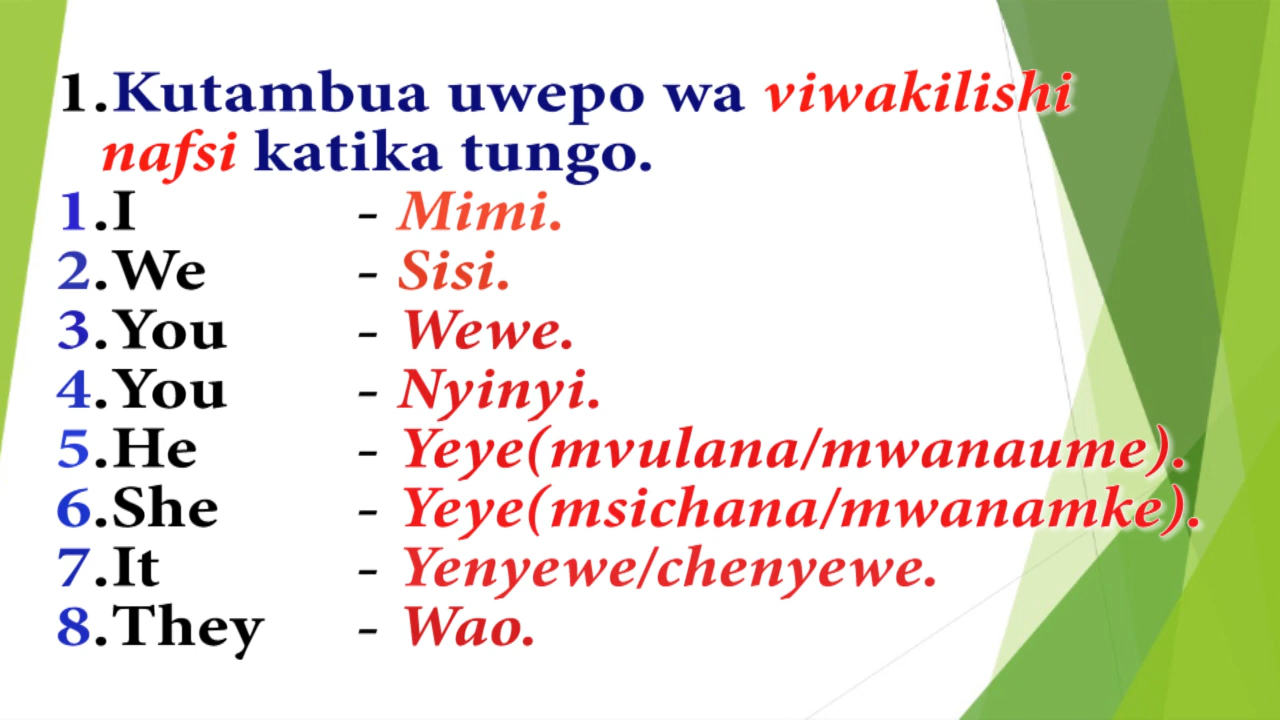 1.Kutambua uwepo wa viwakilishi
nafsi katika tungo.
1.I - Mimi.
2.We - Sisi.
3.You - Wewe.
4.You - Nyinyi.
5.He - Yeye(mvulana/mwanaume).
6.She - Yeye(msichana/mwanamke).
7.It - Yenyewe/chenyewe.
8.They - Wao.